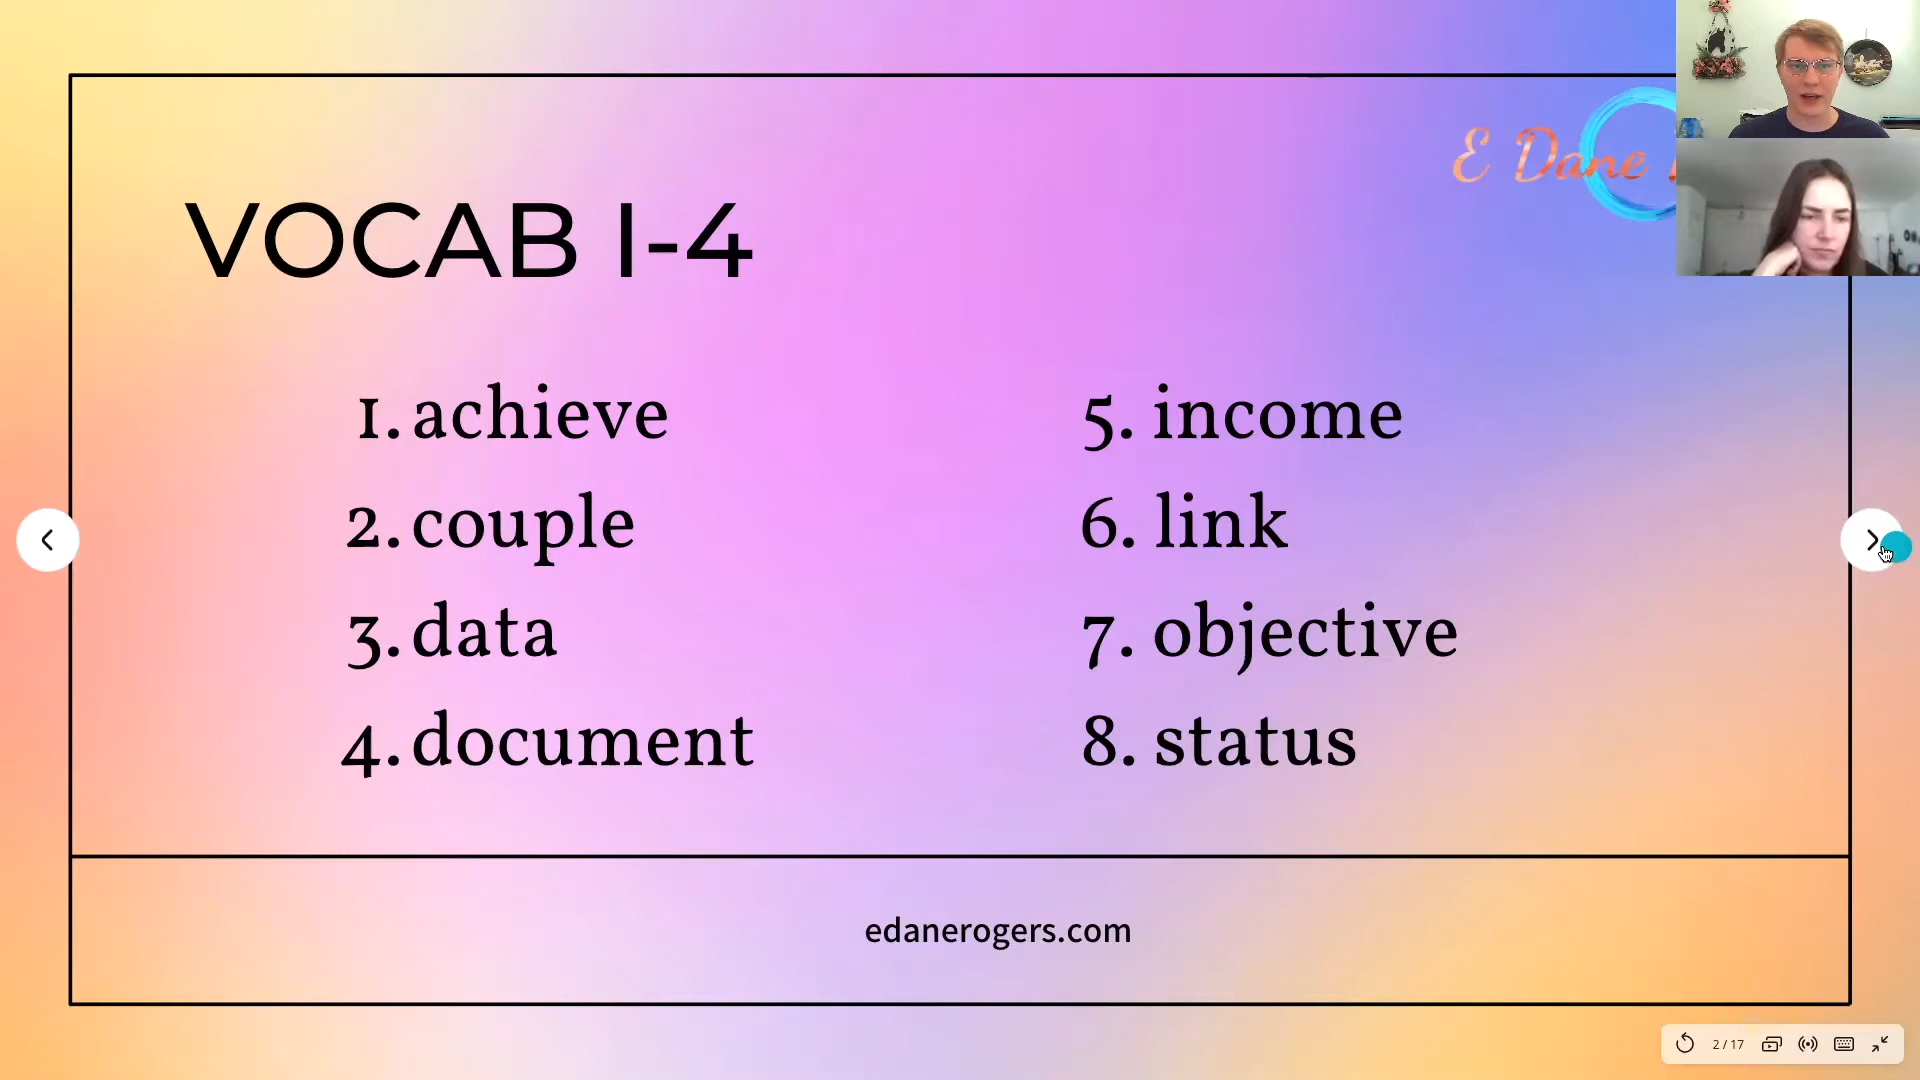 E Dane
VOCAB 1-4
1. achieve
2. couple
3. data
4. document
5. income
6. link
7. objective
8. status
edanerogers.com
2 / 17